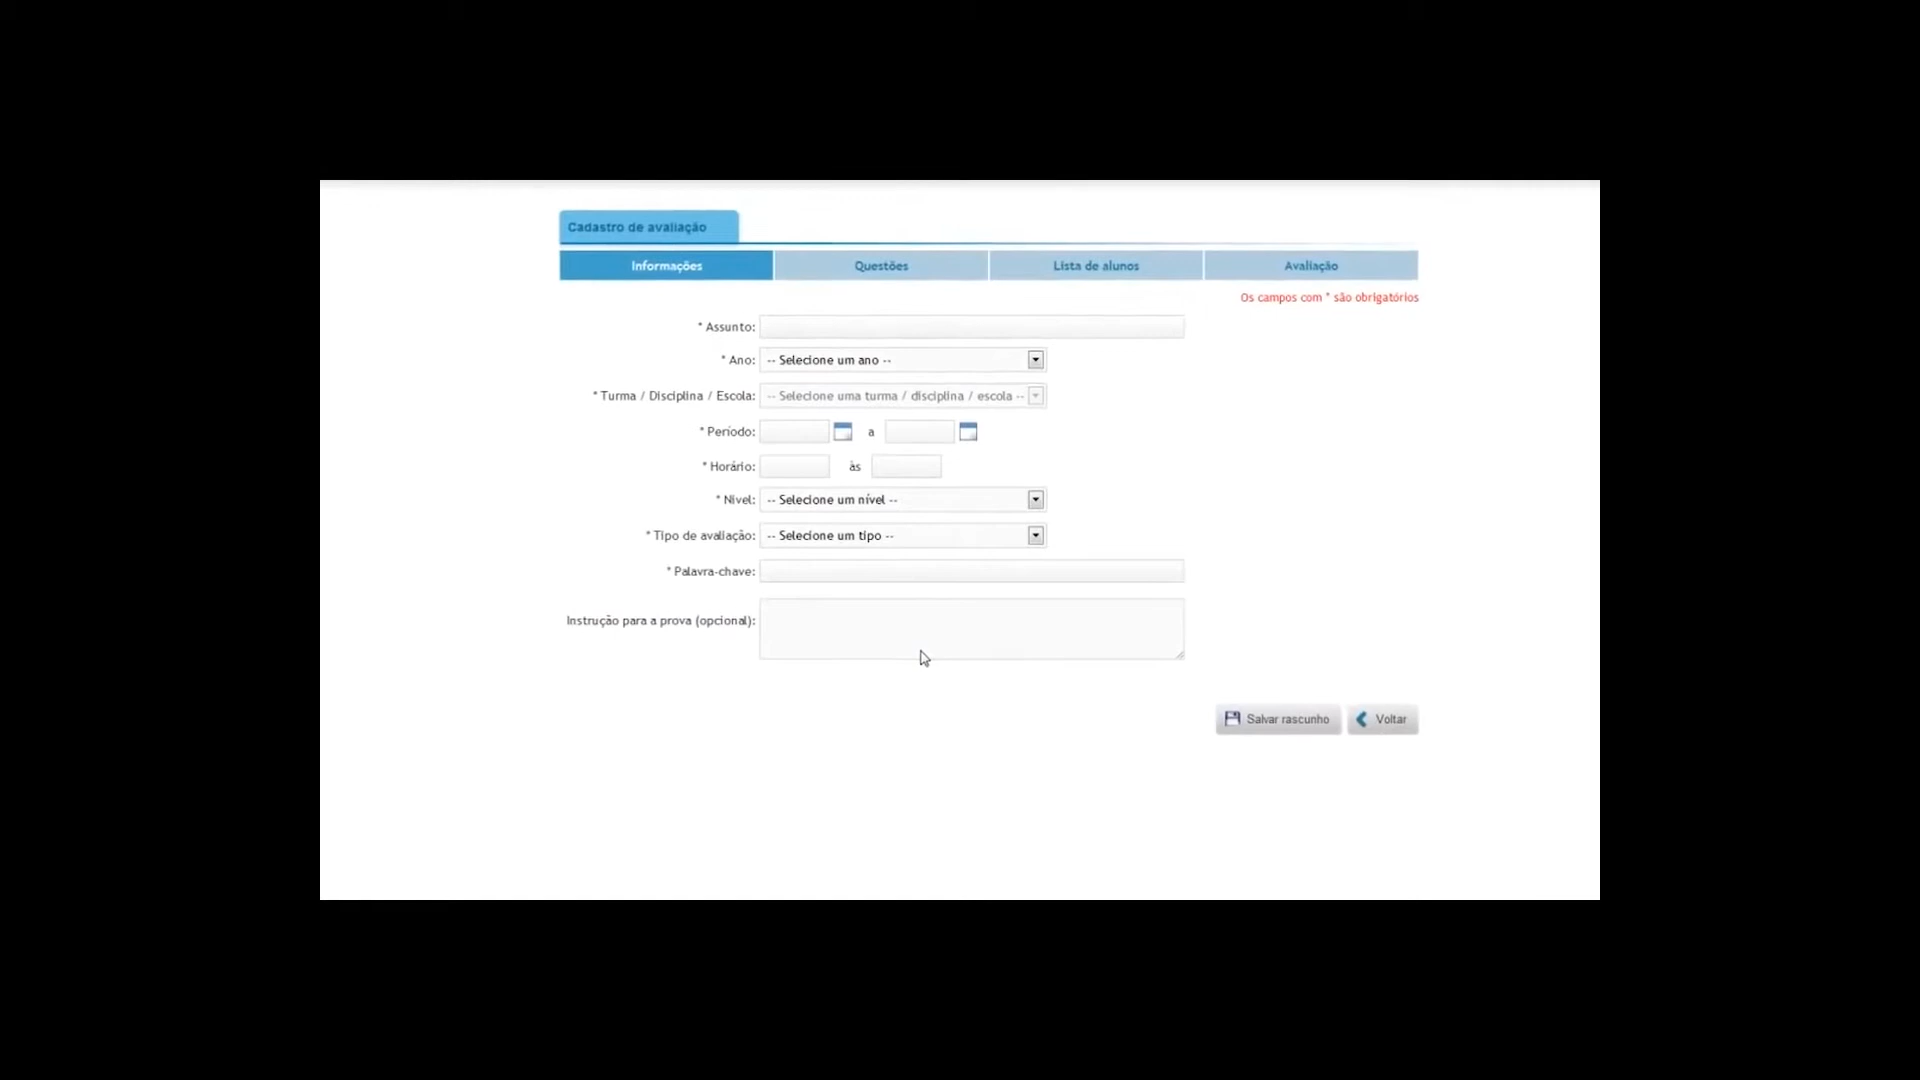 Cadastro de avaliação
Informações Questões Lista de alunos Avaliação
Os campos com * são obrigatórios
* Assunto:
* Ano: -- Selecione um ano --
* Turma / Disciplina / Escola: -- Selecione uma turma / disciplina / escola --
* Período: a
* Horário: às
* Nível: -- Selecione um nível --
* Tipo de avaliação: -- Selecione um tipo --
* Palavra-chave:
Instrução para a prova (opcional):
Salvar rascunho Voltar